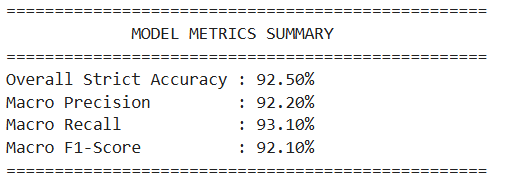 ==================================================
MODEL METRICS SUMMARY
==================================================
Overall Strict Accuracy : 92.50%
Macro Precision         : 92.20%
Macro Recall            : 93.10%
Macro F1-Score          : 92.10%
==================================================